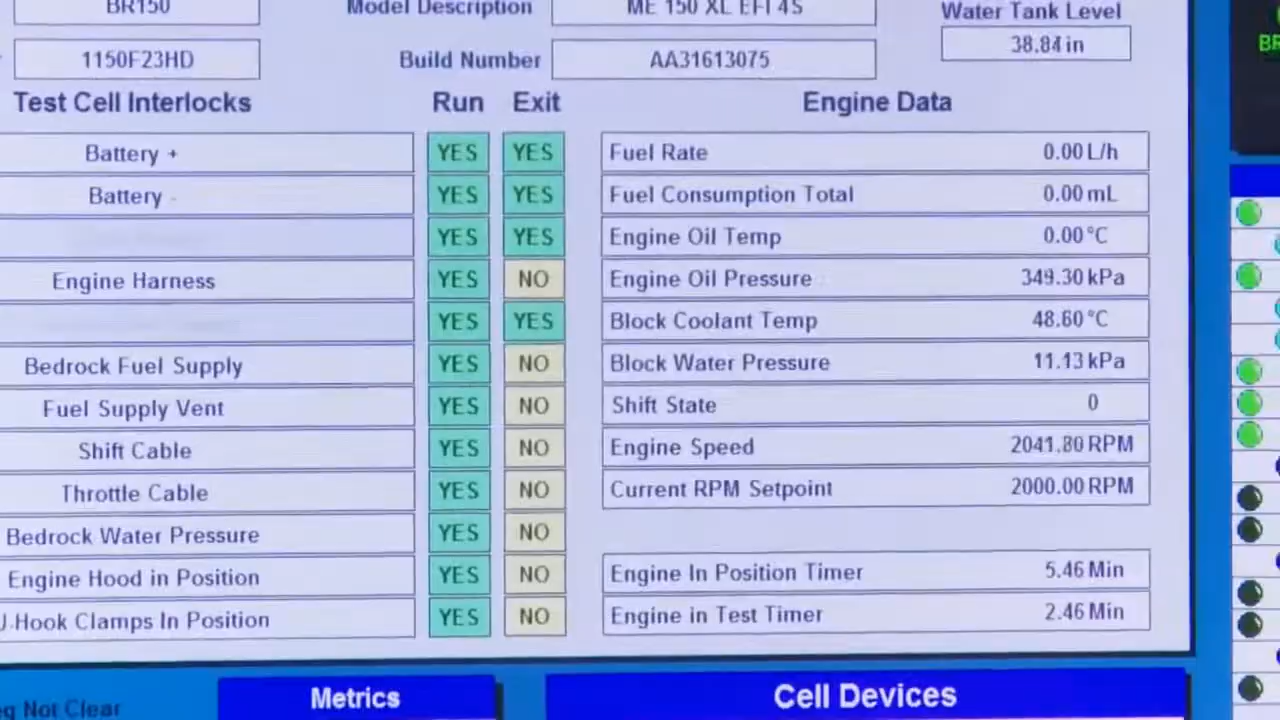 BR150 Model Description ME 150 XL EFI 4S Water Tank Level
1150F23HD Build Number AA31613075 38.84 in
Test Cell Interlocks Run Exit Engine Data
Battery + YES YES Fuel Rate 0.00 L/h
Battery - YES YES Fuel Consumption Total 0.00 mL
YES YES Engine Oil Temp 0.00 °C
Engine Harness YES NO Engine Oil Pressure 349.30 kPa
YES YES Block Coolant Temp 48.60 °C
Bedrock Fuel Supply YES NO Block Water Pressure 11.13 kPa
Fuel Supply Vent YES NO Shift State 0
Shift Cable YES NO Engine Speed 2041.80 RPM
Throttle Cable YES NO Current RPM Setpoint 2000.00 RPM
Bedrock Water Pressure YES NO
Engine Hood in Position YES NO Engine In Position Timer 5.46 Min
J-Hook Clamps In Position YES NO Engine in Test Timer 2.46 Min
Not Clear Metrics Cell Devices